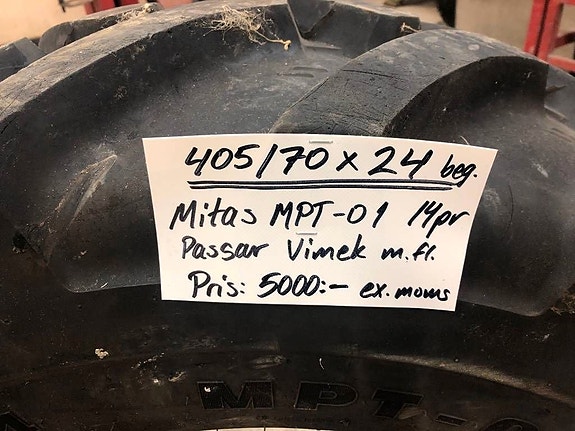 405/70 x 24 beg.
Mitas MPT-01 14pr
Passar Vimek m.fl.
Pris: 5000:- ex. moms
MPT-0